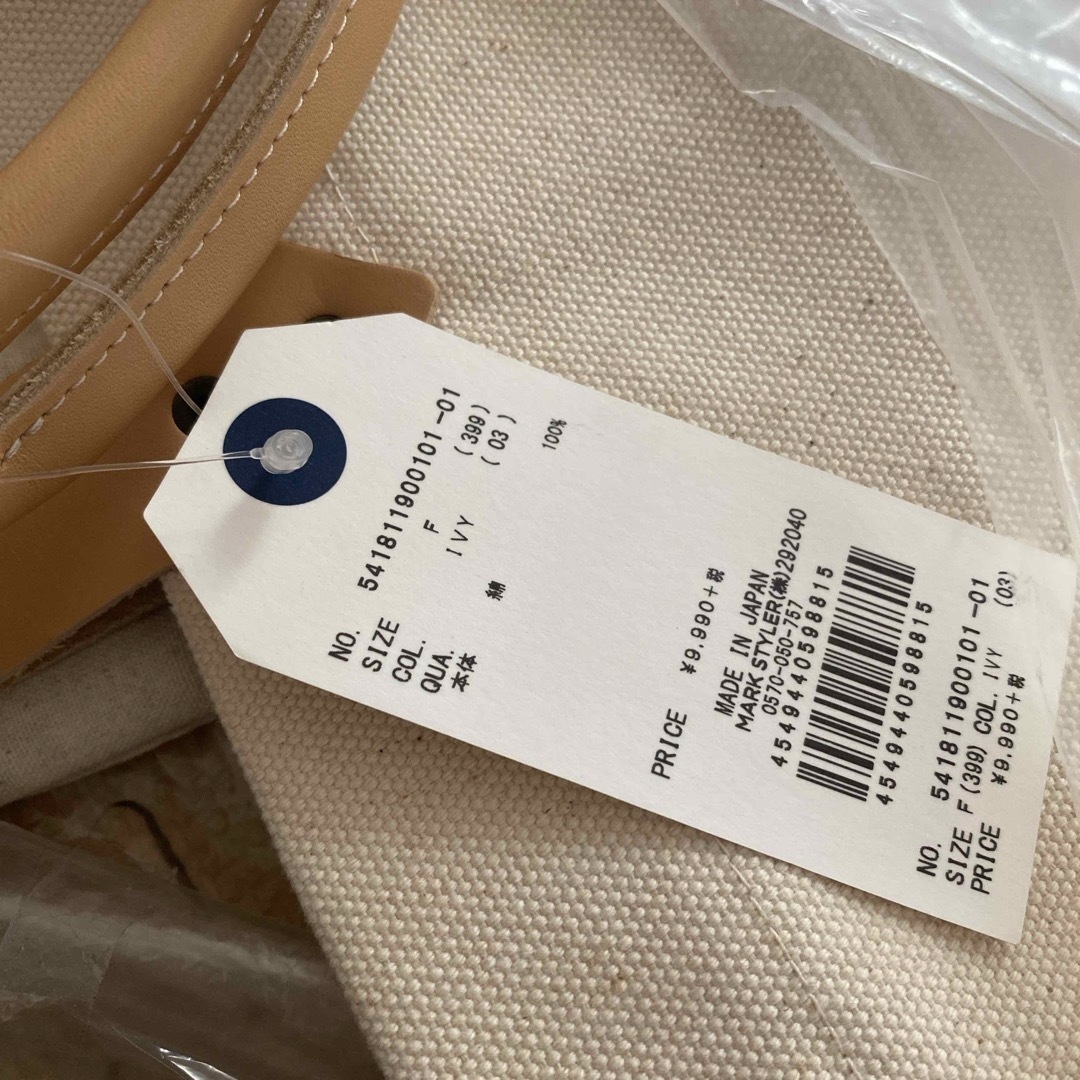 NO. 541811900101-01
SIZE F (399)
COL. IVY (03)
QUA.
本体 綿 100%
PRICE ¥9.990+税
MADE IN JAPAN
MARK STYLER(株)292040
0570-050-757
4549440598815
4549440598815
NO. 541811900101-01
SIZE F(399) COL. IVY (03)
PRICE ¥9.990+税